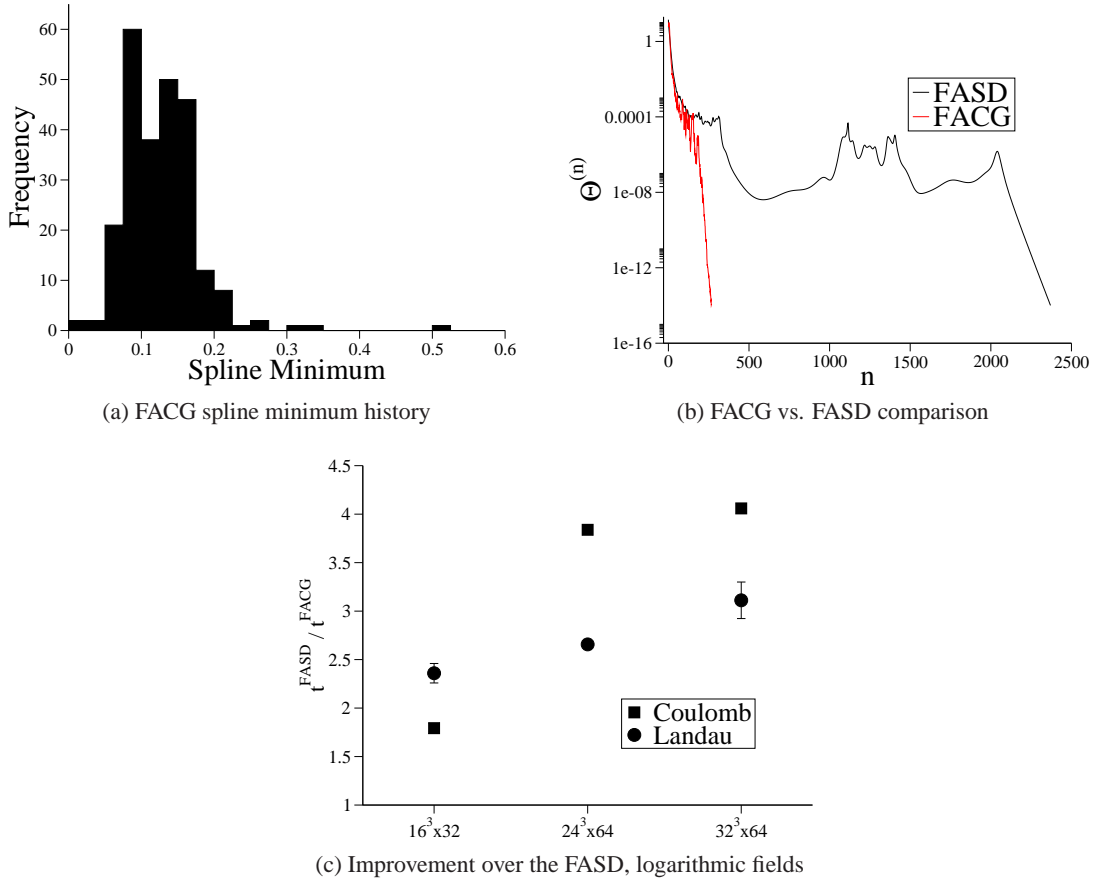 60
50
40
30
20
10
0
Frequency
0 0.1 0.2 0.3 0.4 0.5 0.6
Spline Minimum
(a) FACG spline minimum history
1
0.0001
1e-08
1e-12
1e-16
Θ(n)
FASD
FACG
0 500 1000 1500 2000 2500
n
(b) FACG vs. FASD comparison
4.5
4
3.5
3
2.5
2
1.5
1
t^FASD / t^FACG
Coulomb
Landau
16³x32 24³x64 32³x64
(c) Improvement over the FASD, logarithmic fields